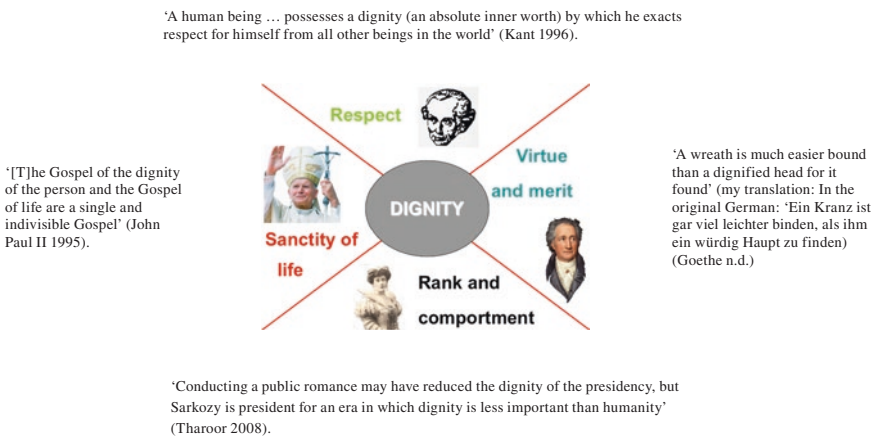 ‘A human being … possesses a dignity (an absolute inner worth) by which he exacts
respect for himself from all other beings in the world’ (Kant 1996).
‘[T]he Gospel of the dignity
of the person and the Gospel
of life are a single and
indivisible Gospel’ (John
Paul II 1995).
Respect
Virtue
and merit
DIGNITY
Sanctity of
life
Rank and
comportment
‘A wreath is much easier bound
than a dignified head for it
found’ (my translation: In the
original German: ‘Ein Kranz ist
gar viel leichter binden, als ihm
ein würdig Haupt zu finden)
(Goethe n.d.)
‘Conducting a public romance may have reduced the dignity of the presidency, but
Sarkozy is president for an era in which dignity is less important than humanity’
(Tharoor 2008).